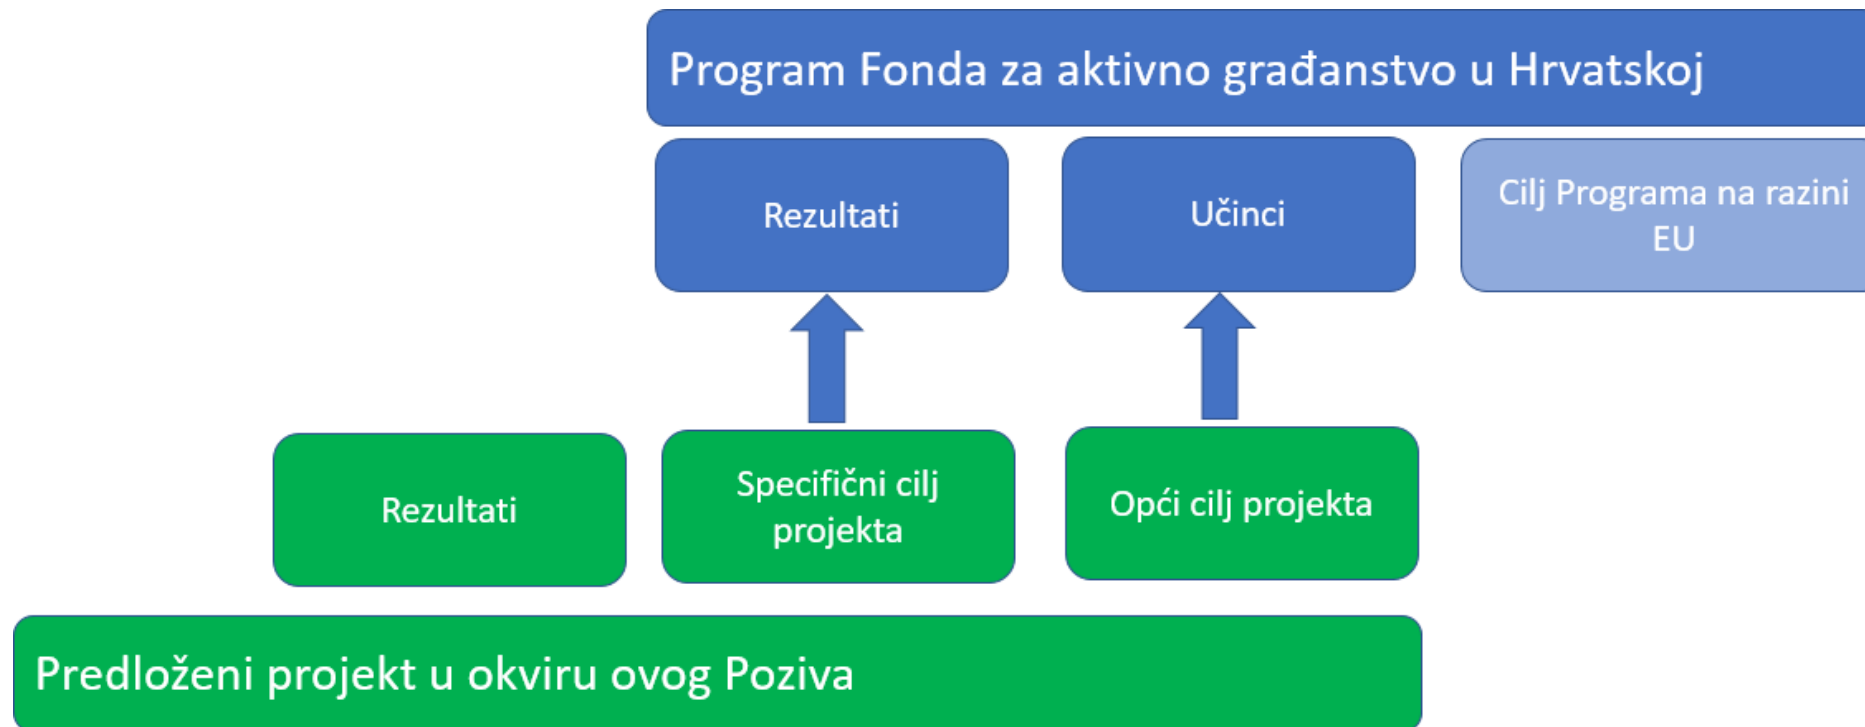 Program Fonda za aktivno građanstvo u Hrvatskoj
Rezultati
Učinci
Cilj Programa na razini
EU
Rezultati
Specifični cilj
projekta
Opći cilj projekta
Predloženi projekt u okviru ovog Poziva